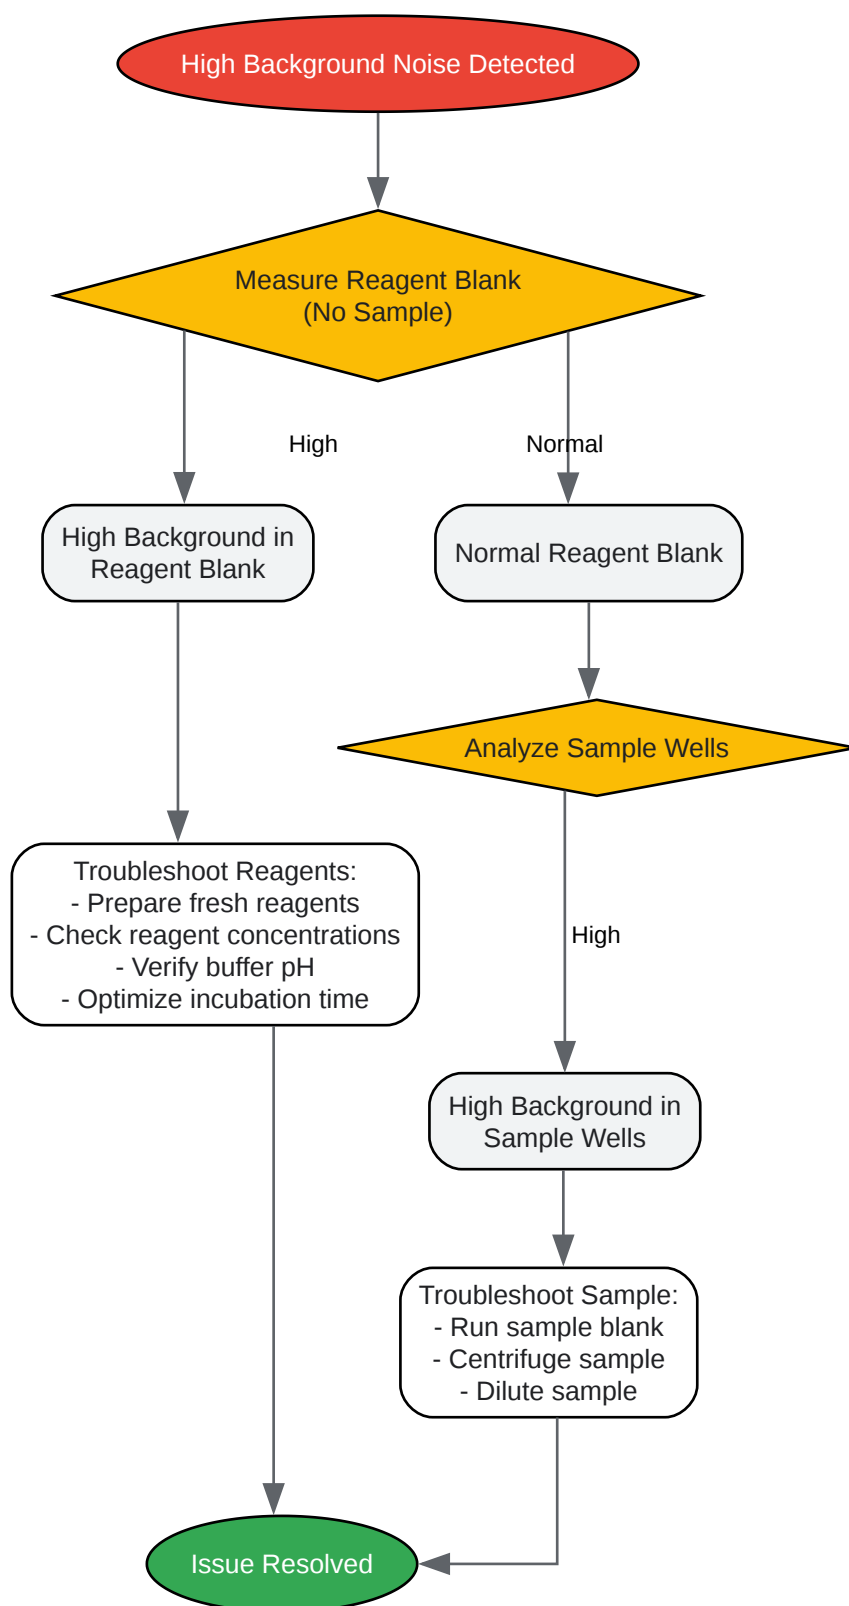 High Background Noise Detected
Measure Reagent Blank
(No Sample)
High
Normal
High Background in
Reagent Blank
Normal Reagent Blank
Analyze Sample Wells
Troubleshoot Reagents:
- Prepare fresh reagents
- Check reagent concentrations
- Verify buffer pH
- Optimize incubation time
High
High Background in
Sample Wells
Troubleshoot Sample:
- Run sample blank
- Centrifuge sample
- Dilute sample
Issue Resolved